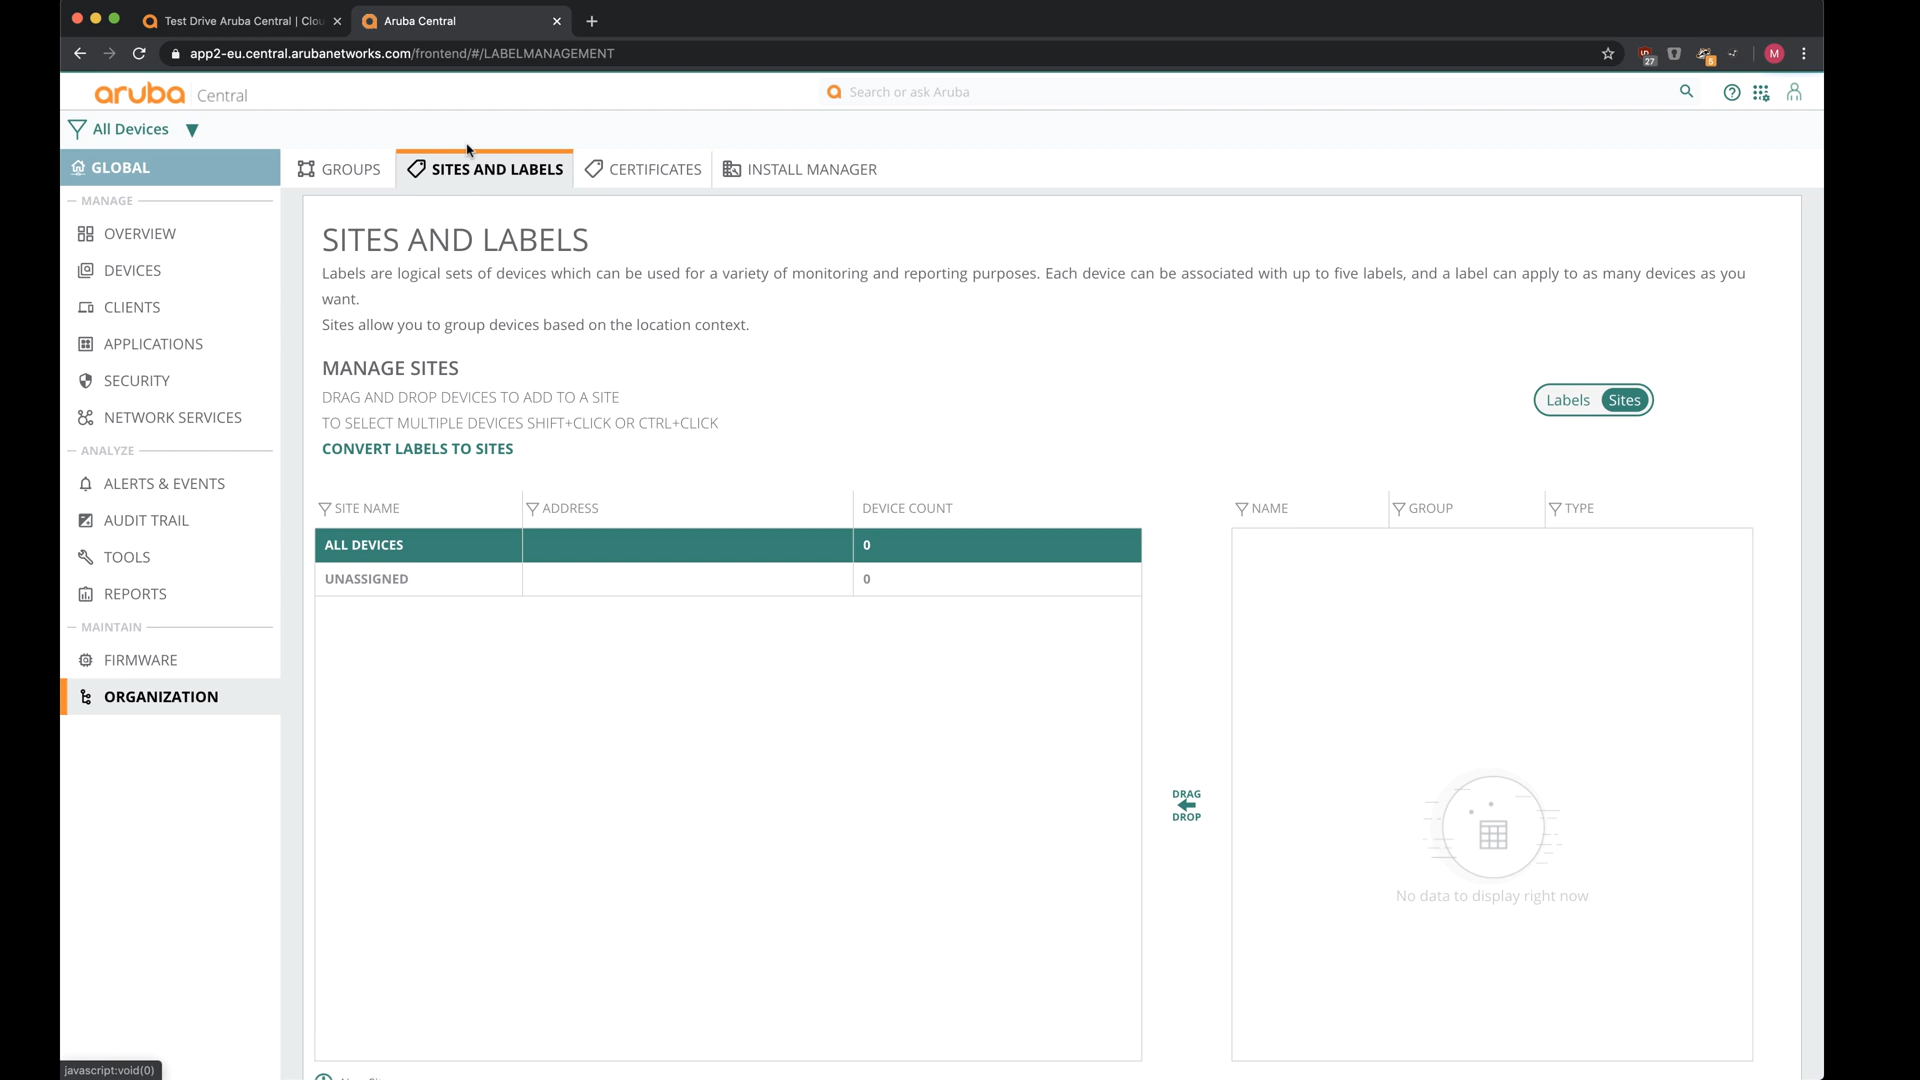 Test Drive Aruba Central | Clou
Aruba Central
app2-eu.central.arubanetworks.com/frontend/#/LABELMANAGEMENT
27
5
M
aruba Central
Search or ask Aruba
All Devices
GLOBAL
MANAGE
OVERVIEW
DEVICES
CLIENTS
APPLICATIONS
SECURITY
NETWORK SERVICES
ANALYZE
ALERTS & EVENTS
AUDIT TRAIL
TOOLS
REPORTS
MAINTAIN
FIRMWARE
ORGANIZATION
GROUPS
SITES AND LABELS
CERTIFICATES
INSTALL MANAGER
SITES AND LABELS
Labels are logical sets of devices which can be used for a variety of monitoring and reporting purposes. Each device can be associated with up to five labels, and a label can apply to as many devices as you
want.
Sites allow you to group devices based on the location context.
MANAGE SITES
DRAG AND DROP DEVICES TO ADD TO A SITE
TO SELECT MULTIPLE DEVICES SHIFT+CLICK OR CTRL+CLICK
CONVERT LABELS TO SITES
Labels Sites
SITE NAME ADDRESS DEVICE COUNT
ALL DEVICES 0
UNASSIGNED 0
DRAG
DROP
NAME GROUP TYPE
No data to display right now
javascript:void(0)